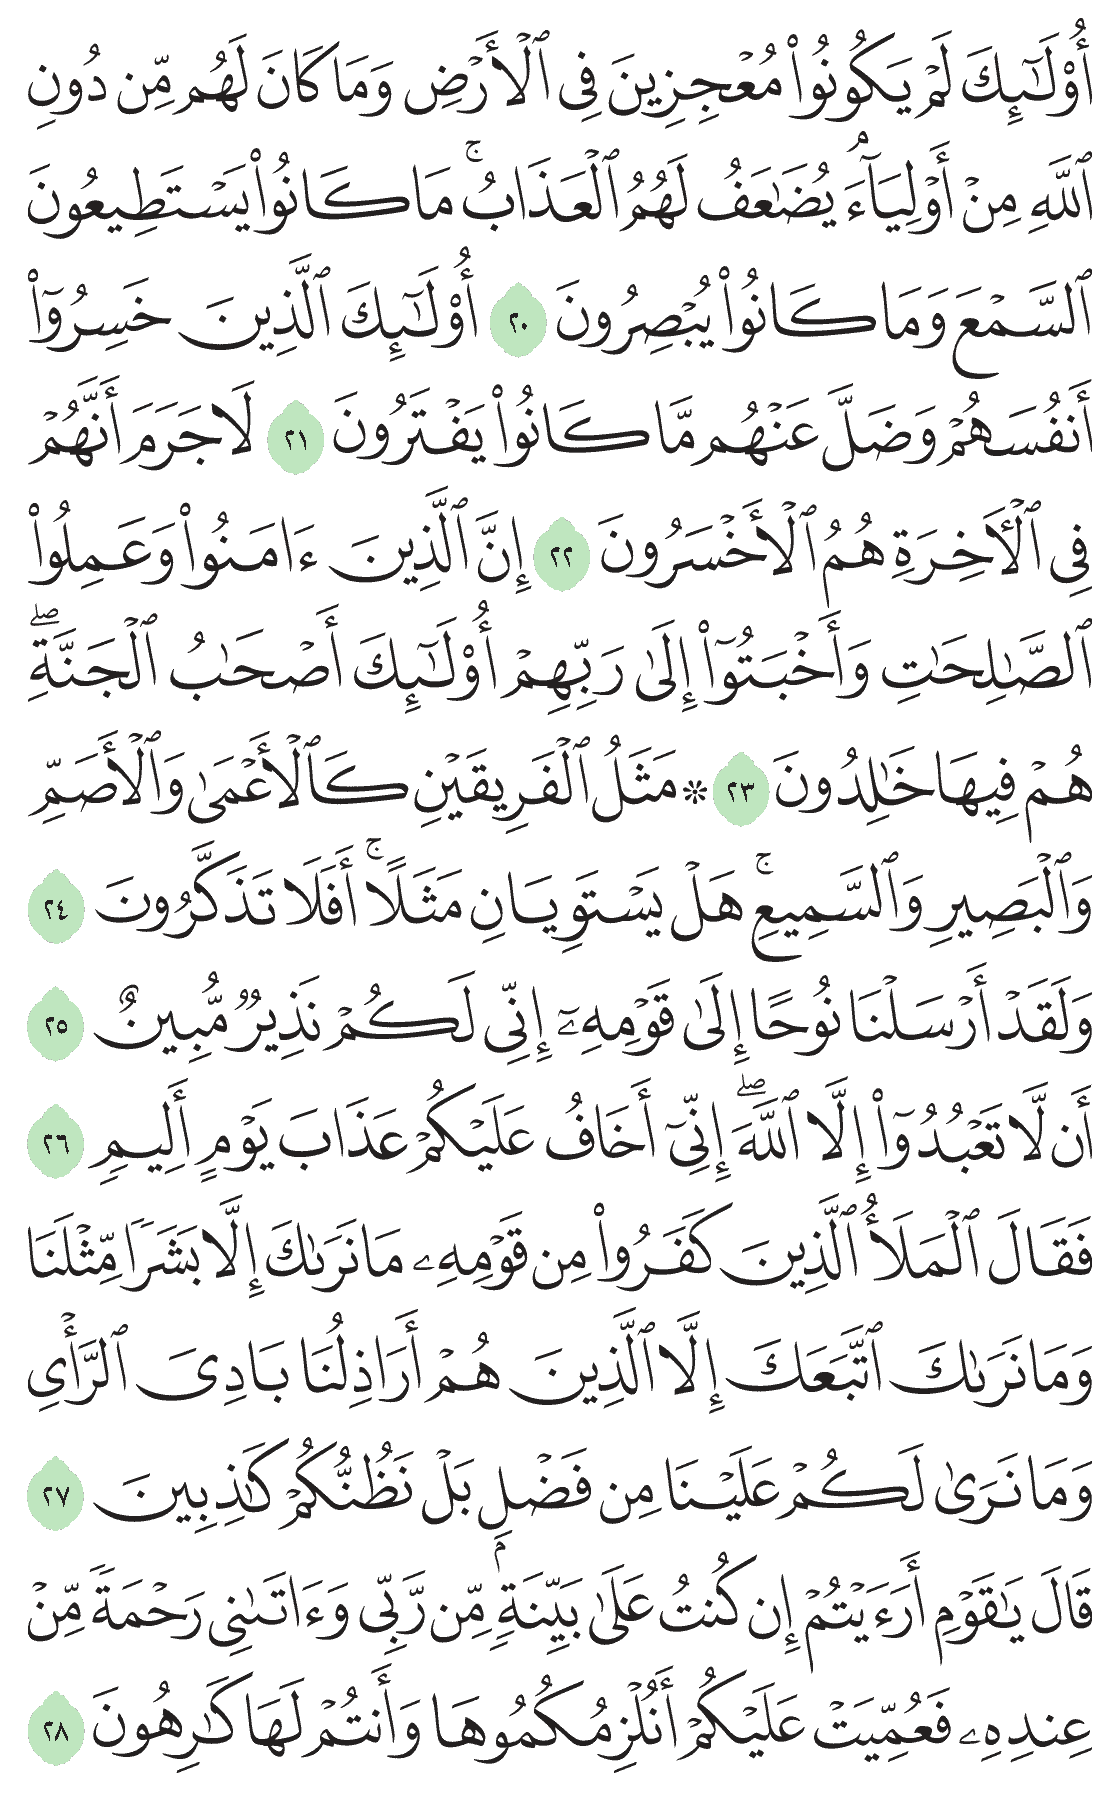 أُوْلَـٰٓئِكَ لَمْ يَكُونُوا۟ مُعْجِزِينَ فِى ٱلْأَرْضِ وَمَا كَانَ لَهُم مِّن دُونِ
ٱللَّهِ مِنْ أَوْلِيَآءَۘ يُضَـٰعَفُ لَهُمُ ٱلْعَذَابُۚ مَا كَانُوا۟ يَسْتَطِيعُونَ
ٱلسَّمْعَ وَمَا كَانُوا۟ يُبْصِرُونَ ٢٠ أُوْلَـٰٓئِكَ ٱلَّذِينَ خَسِرُوٓا۟
أَنفُسَهُمْ وَضَلَّ عَنْهُم مَّا كَانُوا۟ يَفْتَرُونَ ٢١ لَا جَرَمَ أَنَّهُمْ
فِى ٱلْـَٔاخِرَةِ هُمُ ٱلْأَخْسَرُونَ ٢٢ إِنَّ ٱلَّذِينَ ءَامَنُوا۟ وَعَمِلُوا۟
ٱلصَّـٰلِحَـٰتِ وَأَخْبَتُوٓا۟ إِلَىٰ رَبِّهِمْ أُوْلَـٰٓئِكَ أَصْحَـٰبُ ٱلْجَنَّةِۖ
هُمْ فِيهَا خَـٰلِدُونَ ٢٣ ۞ مَثَلُ ٱلْفَرِيقَيْنِ كَٱلْأَعْمَىٰ وَٱلْأَصَمِّ
وَٱلْبَصِيرِ وَٱلسَّمِيعِۚ هَلْ يَسْتَوِيَانِ مَثَلًاۚ أَفَلَا تَذَكَّرُونَ ٢٤
وَلَقَدْ أَرْسَلْنَا نُوحًا إِلَىٰ قَوْمِهِۦٓ إِنِّى لَكُمْ نَذِيرٌ مُّبِينٌ ٢٥
أَن لَّا تَعْبُدُوٓا۟ إِلَّا ٱللَّهَۖ إِنِّىٓ أَخَافُ عَلَيْكُمْ عَذَابَ يَوْمٍ أَلِيمٍ ٢٦
فَقَالَ ٱلْمَلَأُ ٱلَّذِينَ كَفَرُوا۟ مِن قَوْمِهِۦ مَا نَرَىٰكَ إِلَّا بَشَرًا مِّثْلَنَا
وَمَا نَرَىٰكَ ٱتَّبَعَكَ إِلَّا ٱلَّذِينَ هُمْ أَرَاذِلُنَا بَادِىَ ٱلرَّأْىِ
وَمَا نَرَىٰ لَكُمْ عَلَيْنَا مِن فَضْلٍۭ بَلْ نَظُنُّكُمْ كَـٰذِبِينَ ٢٧
قَالَ يَـٰقَوْمِ أَرَءَيْتُمْ إِن كُنتُ عَلَىٰ بَيِّنَةٍ مِّن رَّبِّى وَءَاتَىٰنِى رَحْمَةً مِّنْ
عِندِهِۦ فَعُمِّيَتْ عَلَيْكُمْ أَنُلْزِمُكُمُوهَا وَأَنتُمْ لَهَا كَـٰرِهُونَ ٢٨